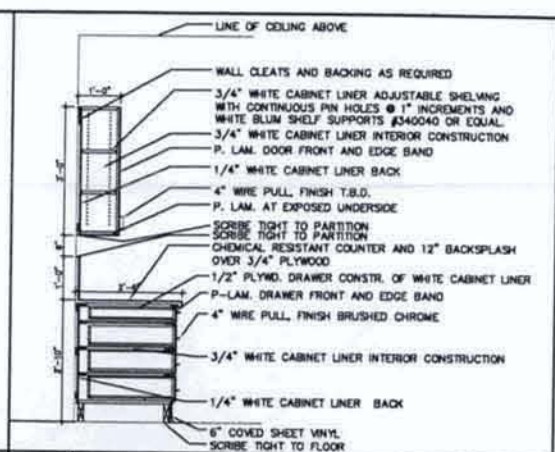 LINE OF CEILING ABOVE
1'-0"
WALL CLEATS AND BACKING AS REQUIRED
3/4" WHITE CABINET LINER ADJUSTABLE SHELVING
WITH CONTINUOUS PIN HOLES @ 1" INCREMENTS AND
WHITE BLUM SHELF SUPPORTS #340040 OR EQUAL.
3/4" WHITE CABINET LINER INTERIOR CONSTRUCTION
P. LAM. DOOR FRONT AND EDGE BAND
1/4" WHITE CABINET LINER BACK
3'-0"
4" WIRE PULL, FINISH T.B.D.
P. LAM. AT EXPOSED UNDERSIDE
SCRIBE TIGHT TO PARTITION
SCRIBE TIGHT TO PARTITION
CHEMICAL RESISTANT COUNTER AND 12" BACKSPLASH
OVER 3/4" PLYWOOD
1'-0"
1/2" PLYWD. DRAWER CONSTR. OF WHITE CABINET LINER
P-LAM. DRAWER FRONT AND EDGE BAND
4" WIRE PULL, FINISH BRUSHED CHROME
3/4" WHITE CABINET LINER INTERIOR CONSTRUCTION
1/4" WHITE CABINET LINER BACK
6" COVED SHEET VINYL
SCRIBE TIGHT TO FLOOR